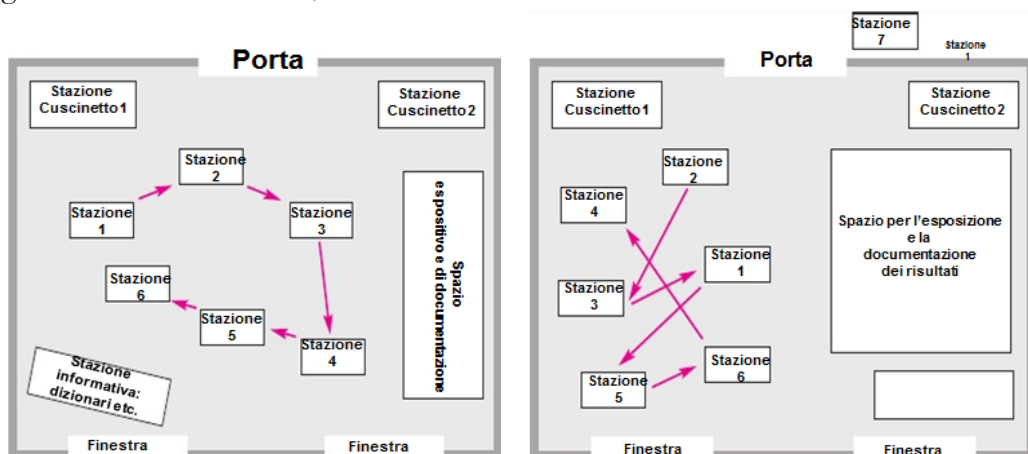 Porta
Stazione
Cuscinetto1
Stazione
Cuscinetto2
Stazione
2
Stazione
1
Stazione
3
Stazione
6
Stazione
5
Stazione
4
Spazio
espositivo e di documentazione
Stazione
informativa:
dizionari etc.
Finestra
Finestra
Stazione
7
Stazione
1
Porta
Stazione
Cuscinetto1
Stazione
Cuscinetto2
Stazione
2
Stazione
4
Stazione
1
Stazione
3
Stazione
6
Stazione
5
Spazio per l'esposizione
e la
documentazione
dei risultati
Finestra
Finestra